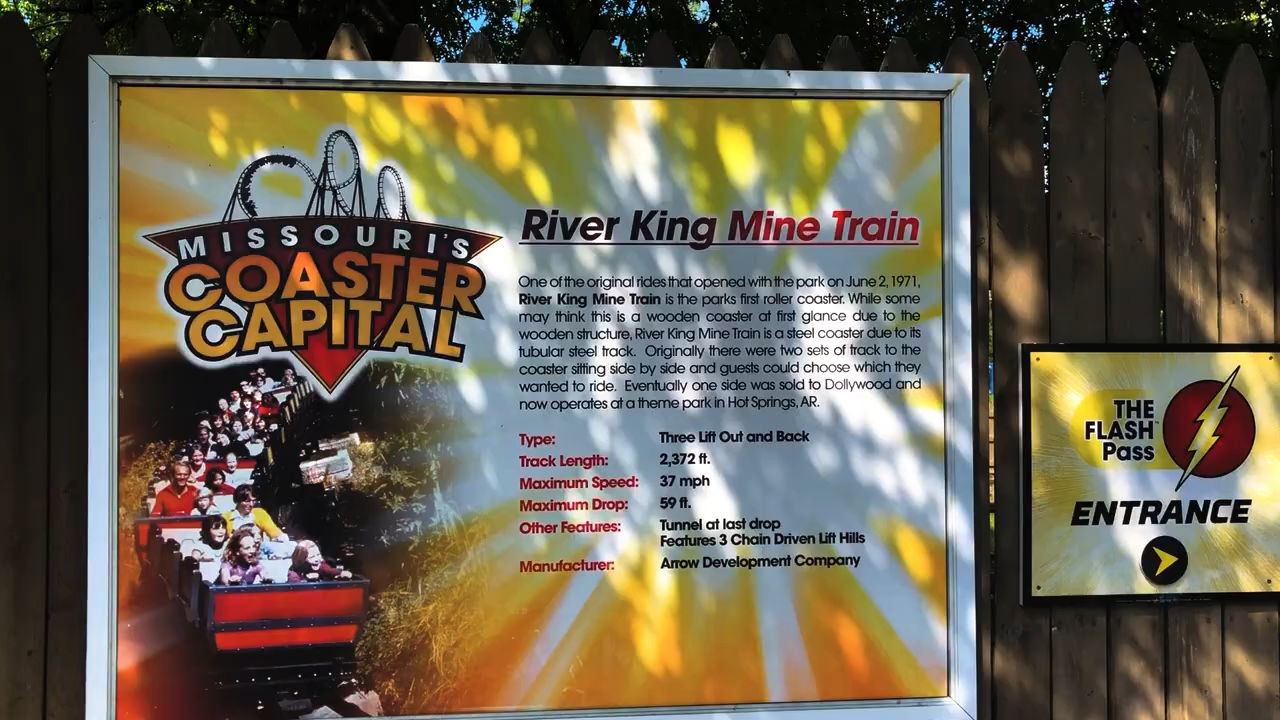 MISSOURI'S
COASTER
CAPITAL
River King Mine Train
One of the original rides that opened with the park on June 2, 1971,
River King Mine Train is the parks first roller coaster. While some
may think this is a wooden coaster at first glance due to the
wooden structure, River King Mine Train is a steel coaster due to its
tubular steel track. Originally there were two sets of track to the
coaster sitting side by side and guests could choose which they
wanted to ride. Eventually one side was sold to Dollywood and
now operates at a theme park in Hot Springs, AR.
Type: Three Lift Out and Back
Track Length: 2,372 ft.
Maximum Speed: 37 mph
Maximum Drop: 59 ft.
Other Features: Tunnel at last drop
Features 3 Chain Driven Lift Hills
Manufacturer: Arrow Development Company
THE
FLASH™
Pass
ENTRANCE